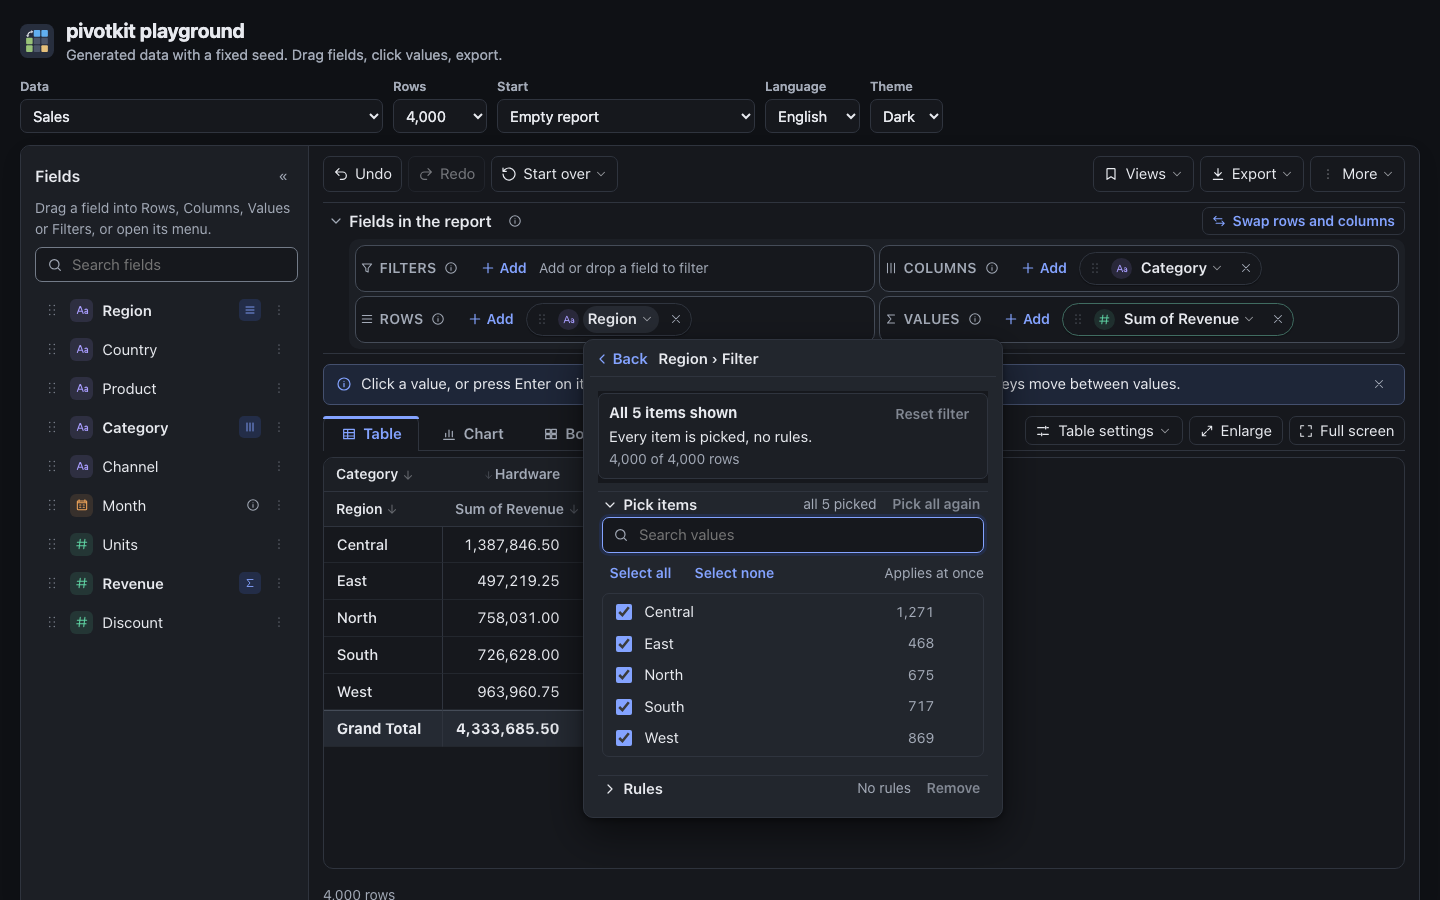 pivotkit playground
Generated data with a fixed seed. Drag fields, click values, export.
Data
Rows
Start
Language
Theme
Sales
4,000
Empty report
English
Dark
Fields
«
Drag a field into Rows, Columns, Values
or Filters, or open its menu.
Search fields
Aa Region
Aa Country
Aa Product
Aa Category
Aa Channel
Month
# Units
# Revenue Σ
# Discount
Undo
Redo
Start over
Views
Export
More
Fields in the report
Swap rows and columns
FILTERS
+ Add
Add or drop a field to filter
COLUMNS
+ Add
Aa Category
ROWS
+ Add
Aa Region
Σ VALUES
+ Add
# Sum of Revenue
Click a value, or press Enter on it
eys move between values.
Table
Chart
Bo
Table settings
Enlarge
Full screen
Category ↓
↓ Hardware
Region ↓
Sum of Revenue ↓
Central 1,387,846.50
East 497,219.25
North 758,031.00
South 726,628.00
West 963,960.75
Grand Total 4,333,685.50
4,000 rows
Back
Region › Filter
All 5 items shown
Reset filter
Every item is picked, no rules.
4,000 of 4,000 rows
Pick items
all 5 picked
Pick all again
Search values
Select all
Select none
Applies at once
Central 1,271
East 468
North 675
South 717
West 869
Rules
No rules
Remove